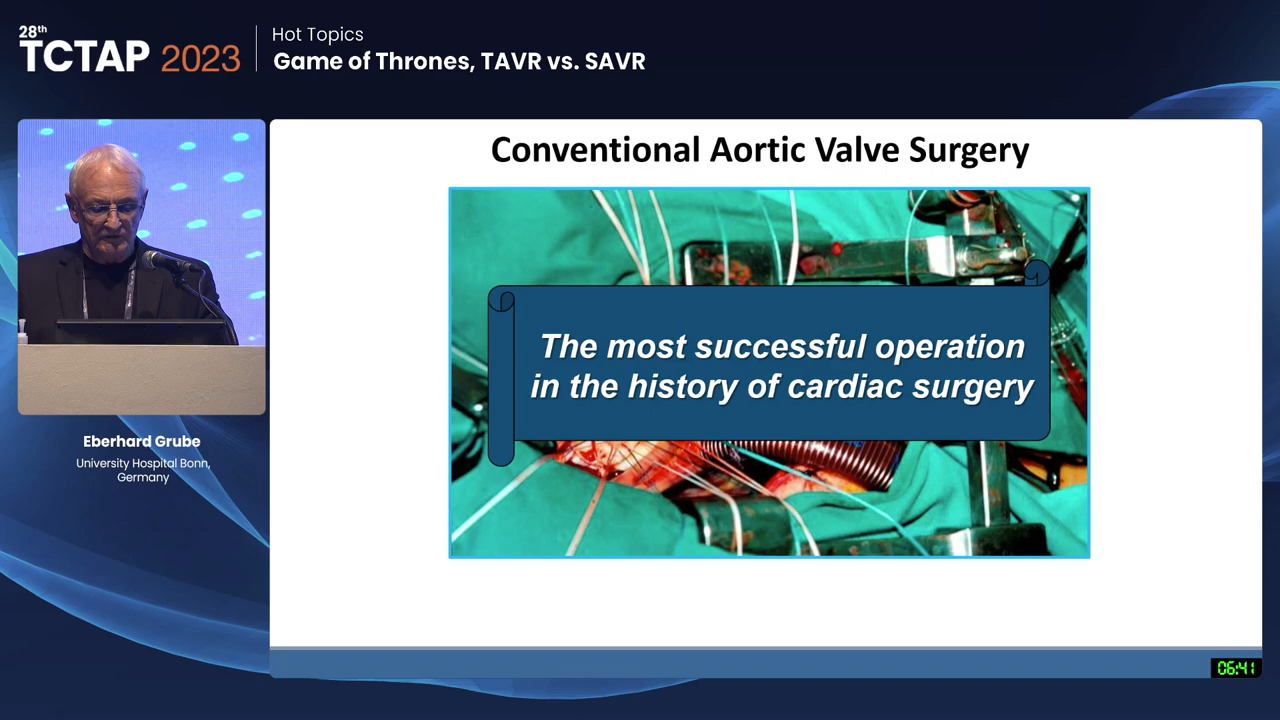 28th
TCTAP 2023
Hot Topics
Game of Thrones, TAVR vs. SAVR
Eberhard Grube
University Hospital Bonn,
Germany
Conventional Aortic Valve Surgery
The most successful operation
in the history of cardiac surgery
06:41